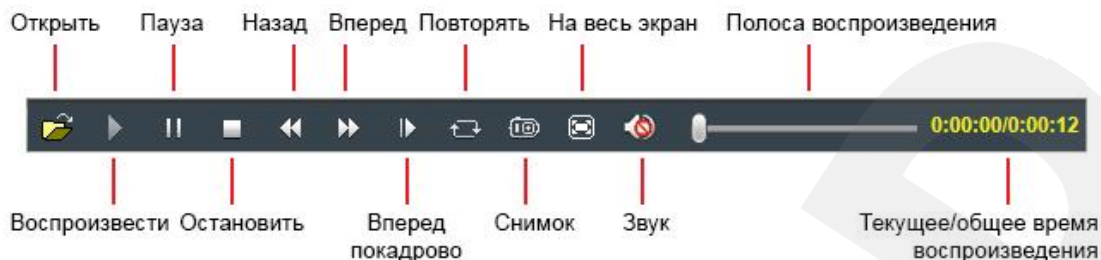 Открыть Пауза Назад Вперед Повторять На весь экран Полоса воспроизведения
0:00:00/0:00:12
Воспроизвести Остановить Вперед покадрово Снимок Звук Текущее/общее время воспроизведения